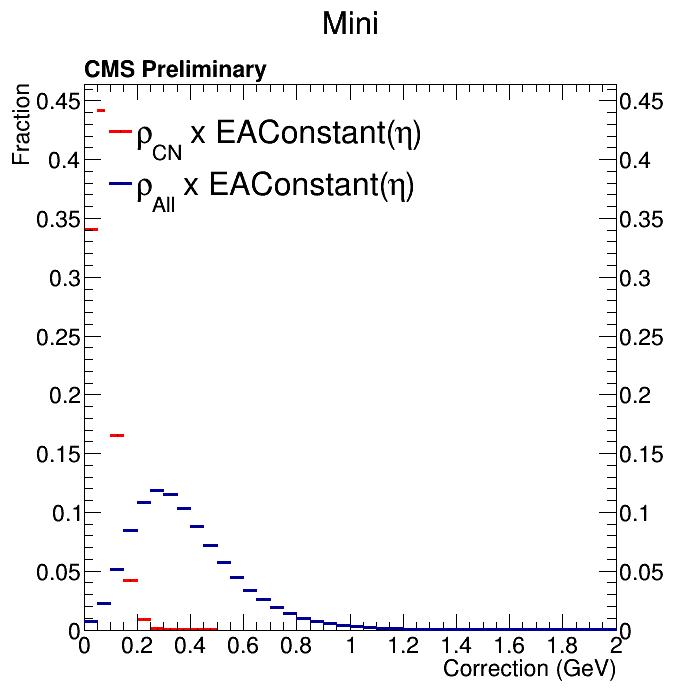 Mini
CMS Preliminary
Fraction
ρCN x EAConstant(η)
ρAll x EAConstant(η)
0.45 0.45
0.4 0.4
0.35 0.35
0.3 0.3
0.25 0.25
0.2 0.2
0.15 0.15
0.1 0.1
0.05 0.05
0 0
0 0.2 0.4 0.6 0.8 1 1.2 1.4 1.6 1.8 2
Correction (GeV)